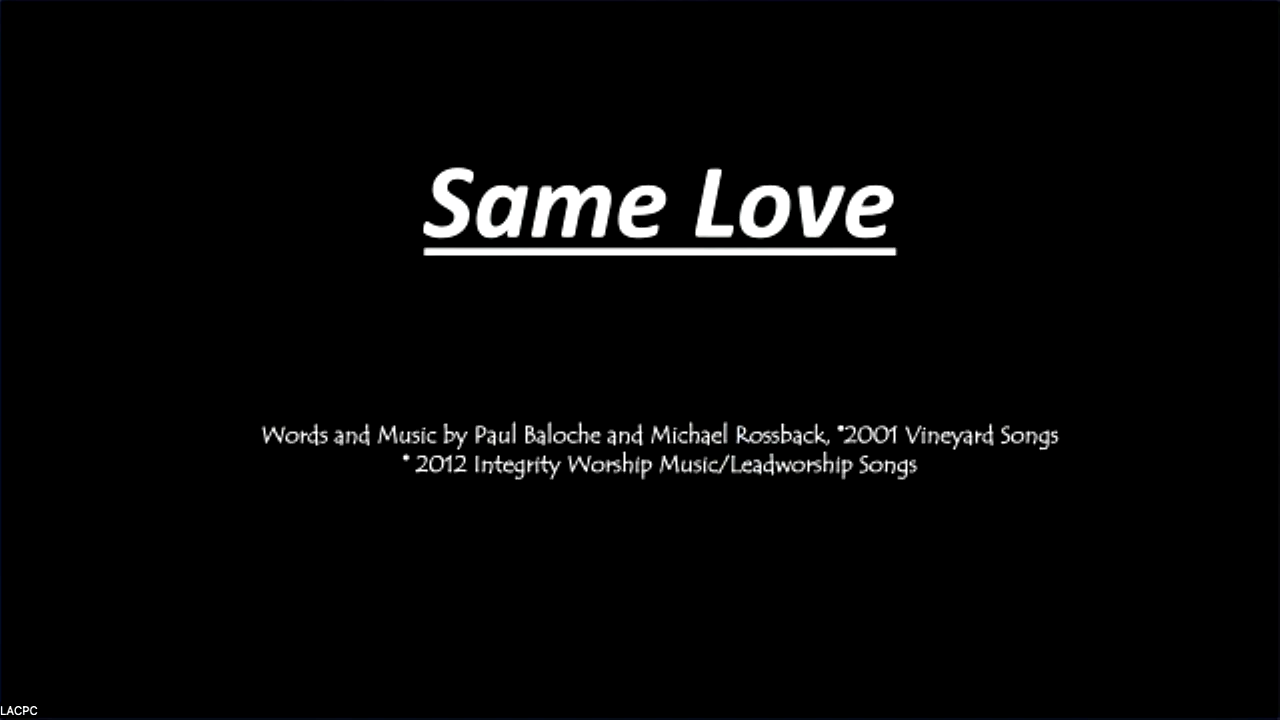 Same Love
Words and Music by Paul Baloche and Michael Rossback, *2001 Vineyard Songs
* 2012 Integrity Worship Music/Leadworship Songs
LACPC